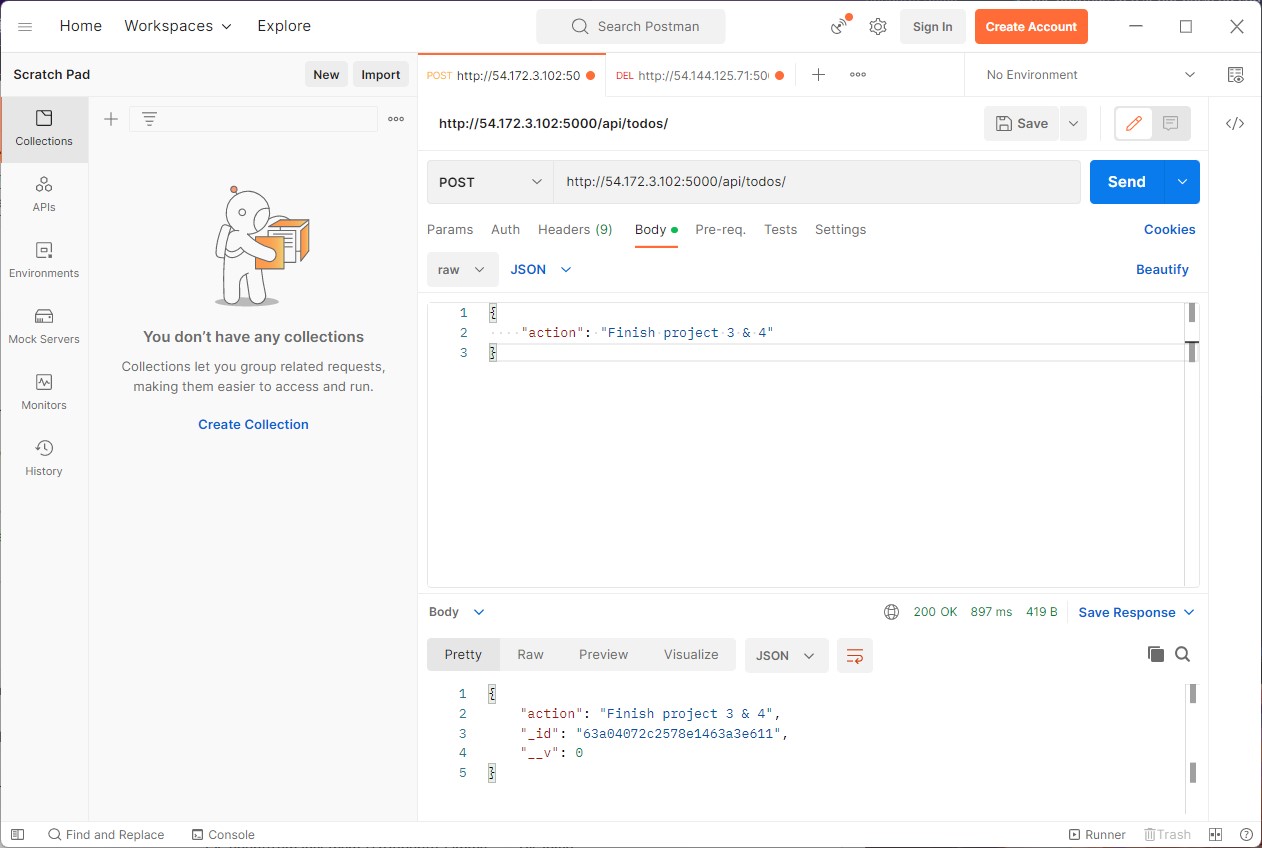 Home Workspaces Explore Search Postman Sign In Create Account
Scratch Pad New Import
POST http://54.172.3.102:50 DEL http://54.144.125.71:50 No Environment
http://54.172.3.102:5000/api/todos/ Save
Collections
APIs
Environments
Mock Servers
Monitors
History
You don't have any collections
Collections let you group related requests,
making them easier to access and run.
Create Collection
POST http://54.172.3.102:5000/api/todos/ Send
Params Auth Headers (9) Body Pre-req. Tests Settings Cookies
raw JSON Beautify
1 {
2 ····"action":·"Finish·project·3·&·4"
3 }
Body 200 OK 897 ms 419 B Save Response
Pretty Raw Preview Visualize JSON
1 {
2 "action": "Finish project 3 & 4",
3 "_id": "63a04072c2578e1463a3e611",
4 "__v": 0
5 }
Find and Replace Console Runner Trash